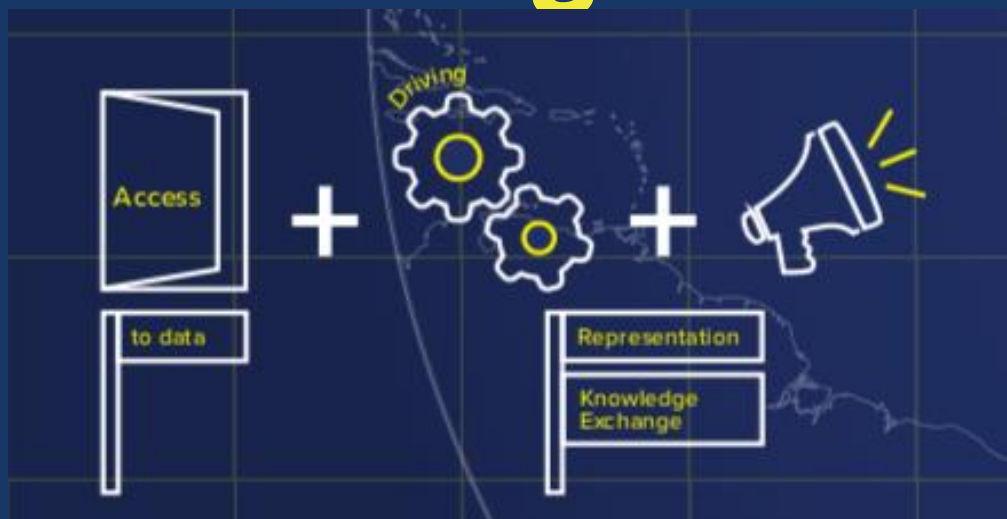 Driving
Access
to data
Representation
Knowledge
Exchange